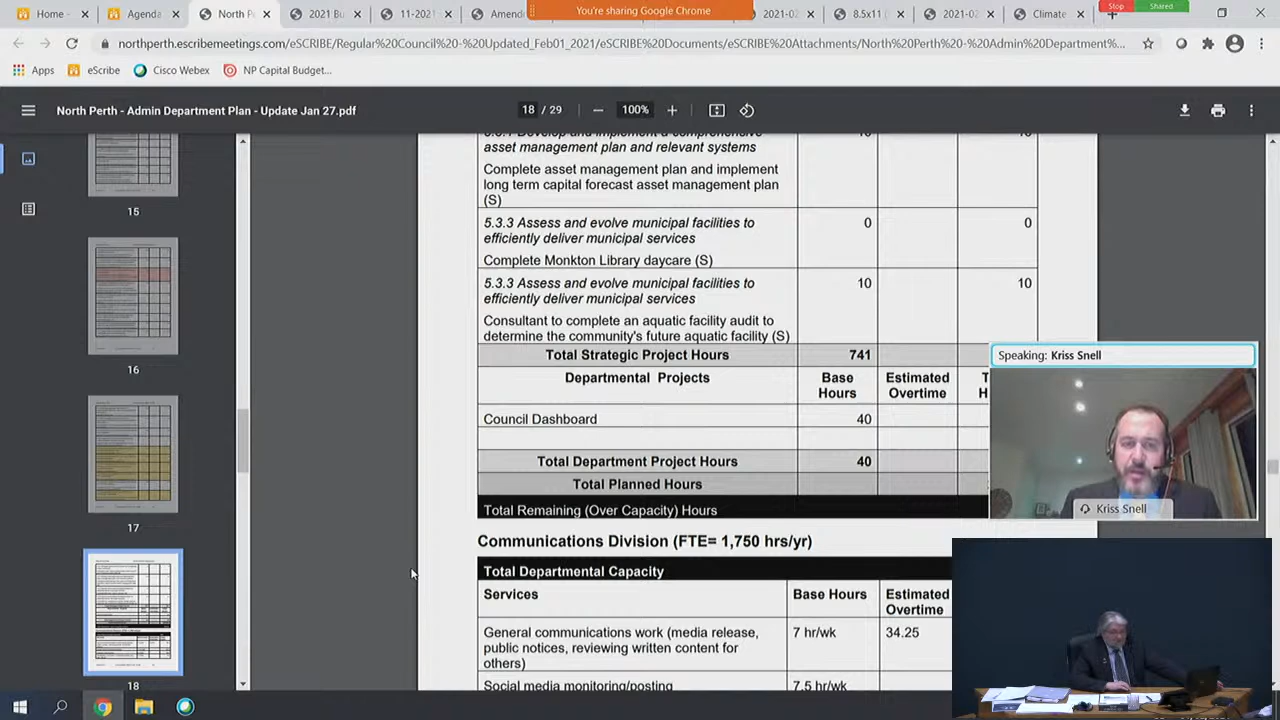 Home
Agenda
North P
2021 Bu
11-2021
Amend
You're sharing Google Chrome
2021-02
8.5x11
2021-02
Climate
Stop
Shared
northperth.escribemeetings.com/eSCRIBE/Regular%20Council%20-%20Updated_Feb01_2021/eSCRIBE%20Documents/eSCRIBE%20Attachments/North%20Perth%20-%20Admin%20Department%...
Apps
eScribe
Cisco Webex
NP Capital Budget...
North Perth - Admin Department Plan - Update Jan 27.pdf
18 / 29
100%
15
16
17
18
asset management plan and relevant systems
Complete asset management plan and implement
long term capital forecast asset management plan
(S)
5.3.3 Assess and evolve municipal facilities to 0 0
efficiently deliver municipal services
Complete Monkton Library daycare (S)
5.3.3 Assess and evolve municipal facilities to 10 10
efficiently deliver municipal services
Consultant to complete an aquatic facility audit to
determine the community's future aquatic facility (S)
Total Strategic Project Hours 741
Departmental Projects Base Estimated T
Hours Overtime H
Council Dashboard 40
Total Department Project Hours 40
Total Planned Hours
Total Remaining (Over Capacity) Hours
Communications Division (FTE= 1,750 hrs/yr)
Total Departmental Capacity
Services Base Hours Estimated
Overtime
General communications work (media release, 7 hr/wk 34.25
public notices, reviewing written content for
others)
Social media monitoring/posting 7.5 hr/wk
Speaking: Kriss Snell
Kriss Snell